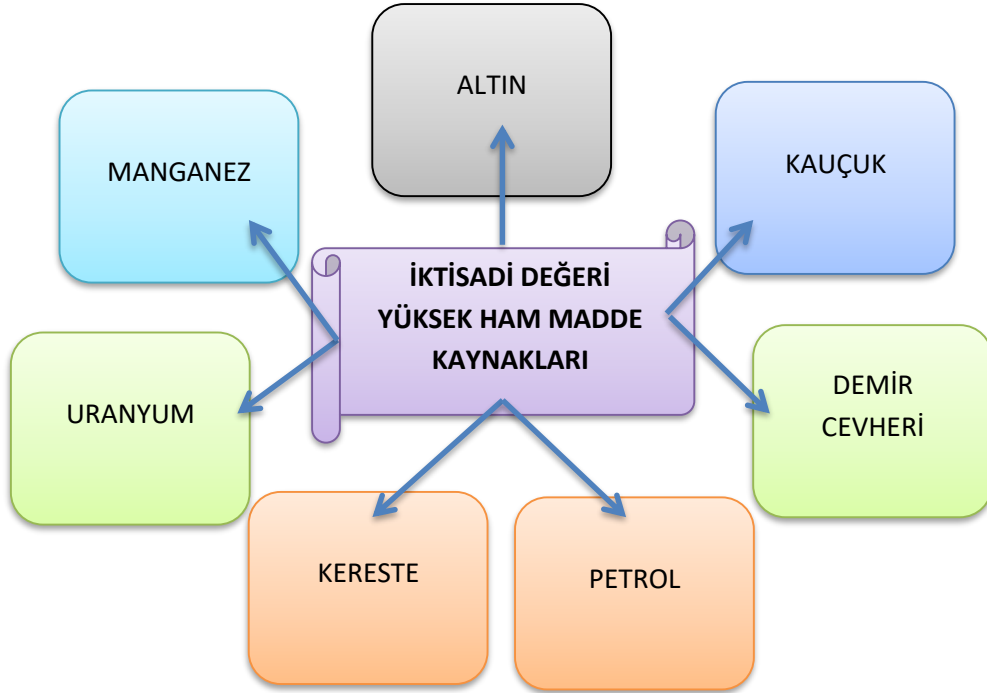 ALTIN
MANGANEZ
KAUÇUK
İKTİSADİ DEĞERİ
YÜKSEK HAM MADDE
KAYNAKLARI
URANYUM
DEMİR
CEVHERİ
KERESTE
PETROL